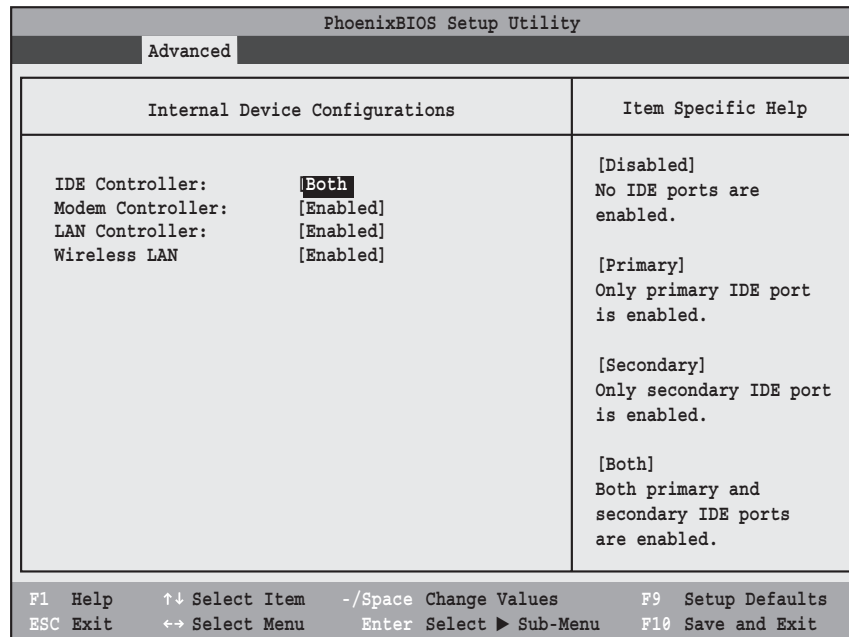 PhoenixBIOS Setup Utility
Advanced
Internal Device Configurations
Item Specific Help
IDE Controller: [Both
Modem Controller: [Enabled]
LAN Controller: [Enabled]
Wireless LAN [Enabled]
[Disabled]
No IDE ports are
enabled.
[Primary]
Only primary IDE port
is enabled.
[Secondary]
Only secondary IDE port
is enabled.
[Both]
Both primary and
secondary IDE ports
are enabled.
F1 Help ↑↓ Select Item -/Space Change Values F9 Setup Defaults
ESC Exit ←→ Select Menu Enter Select ▶ Sub-Menu F10 Save and Exit